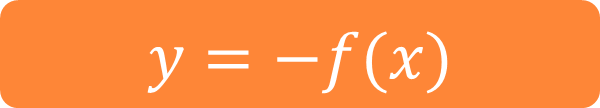 y = −f(x)